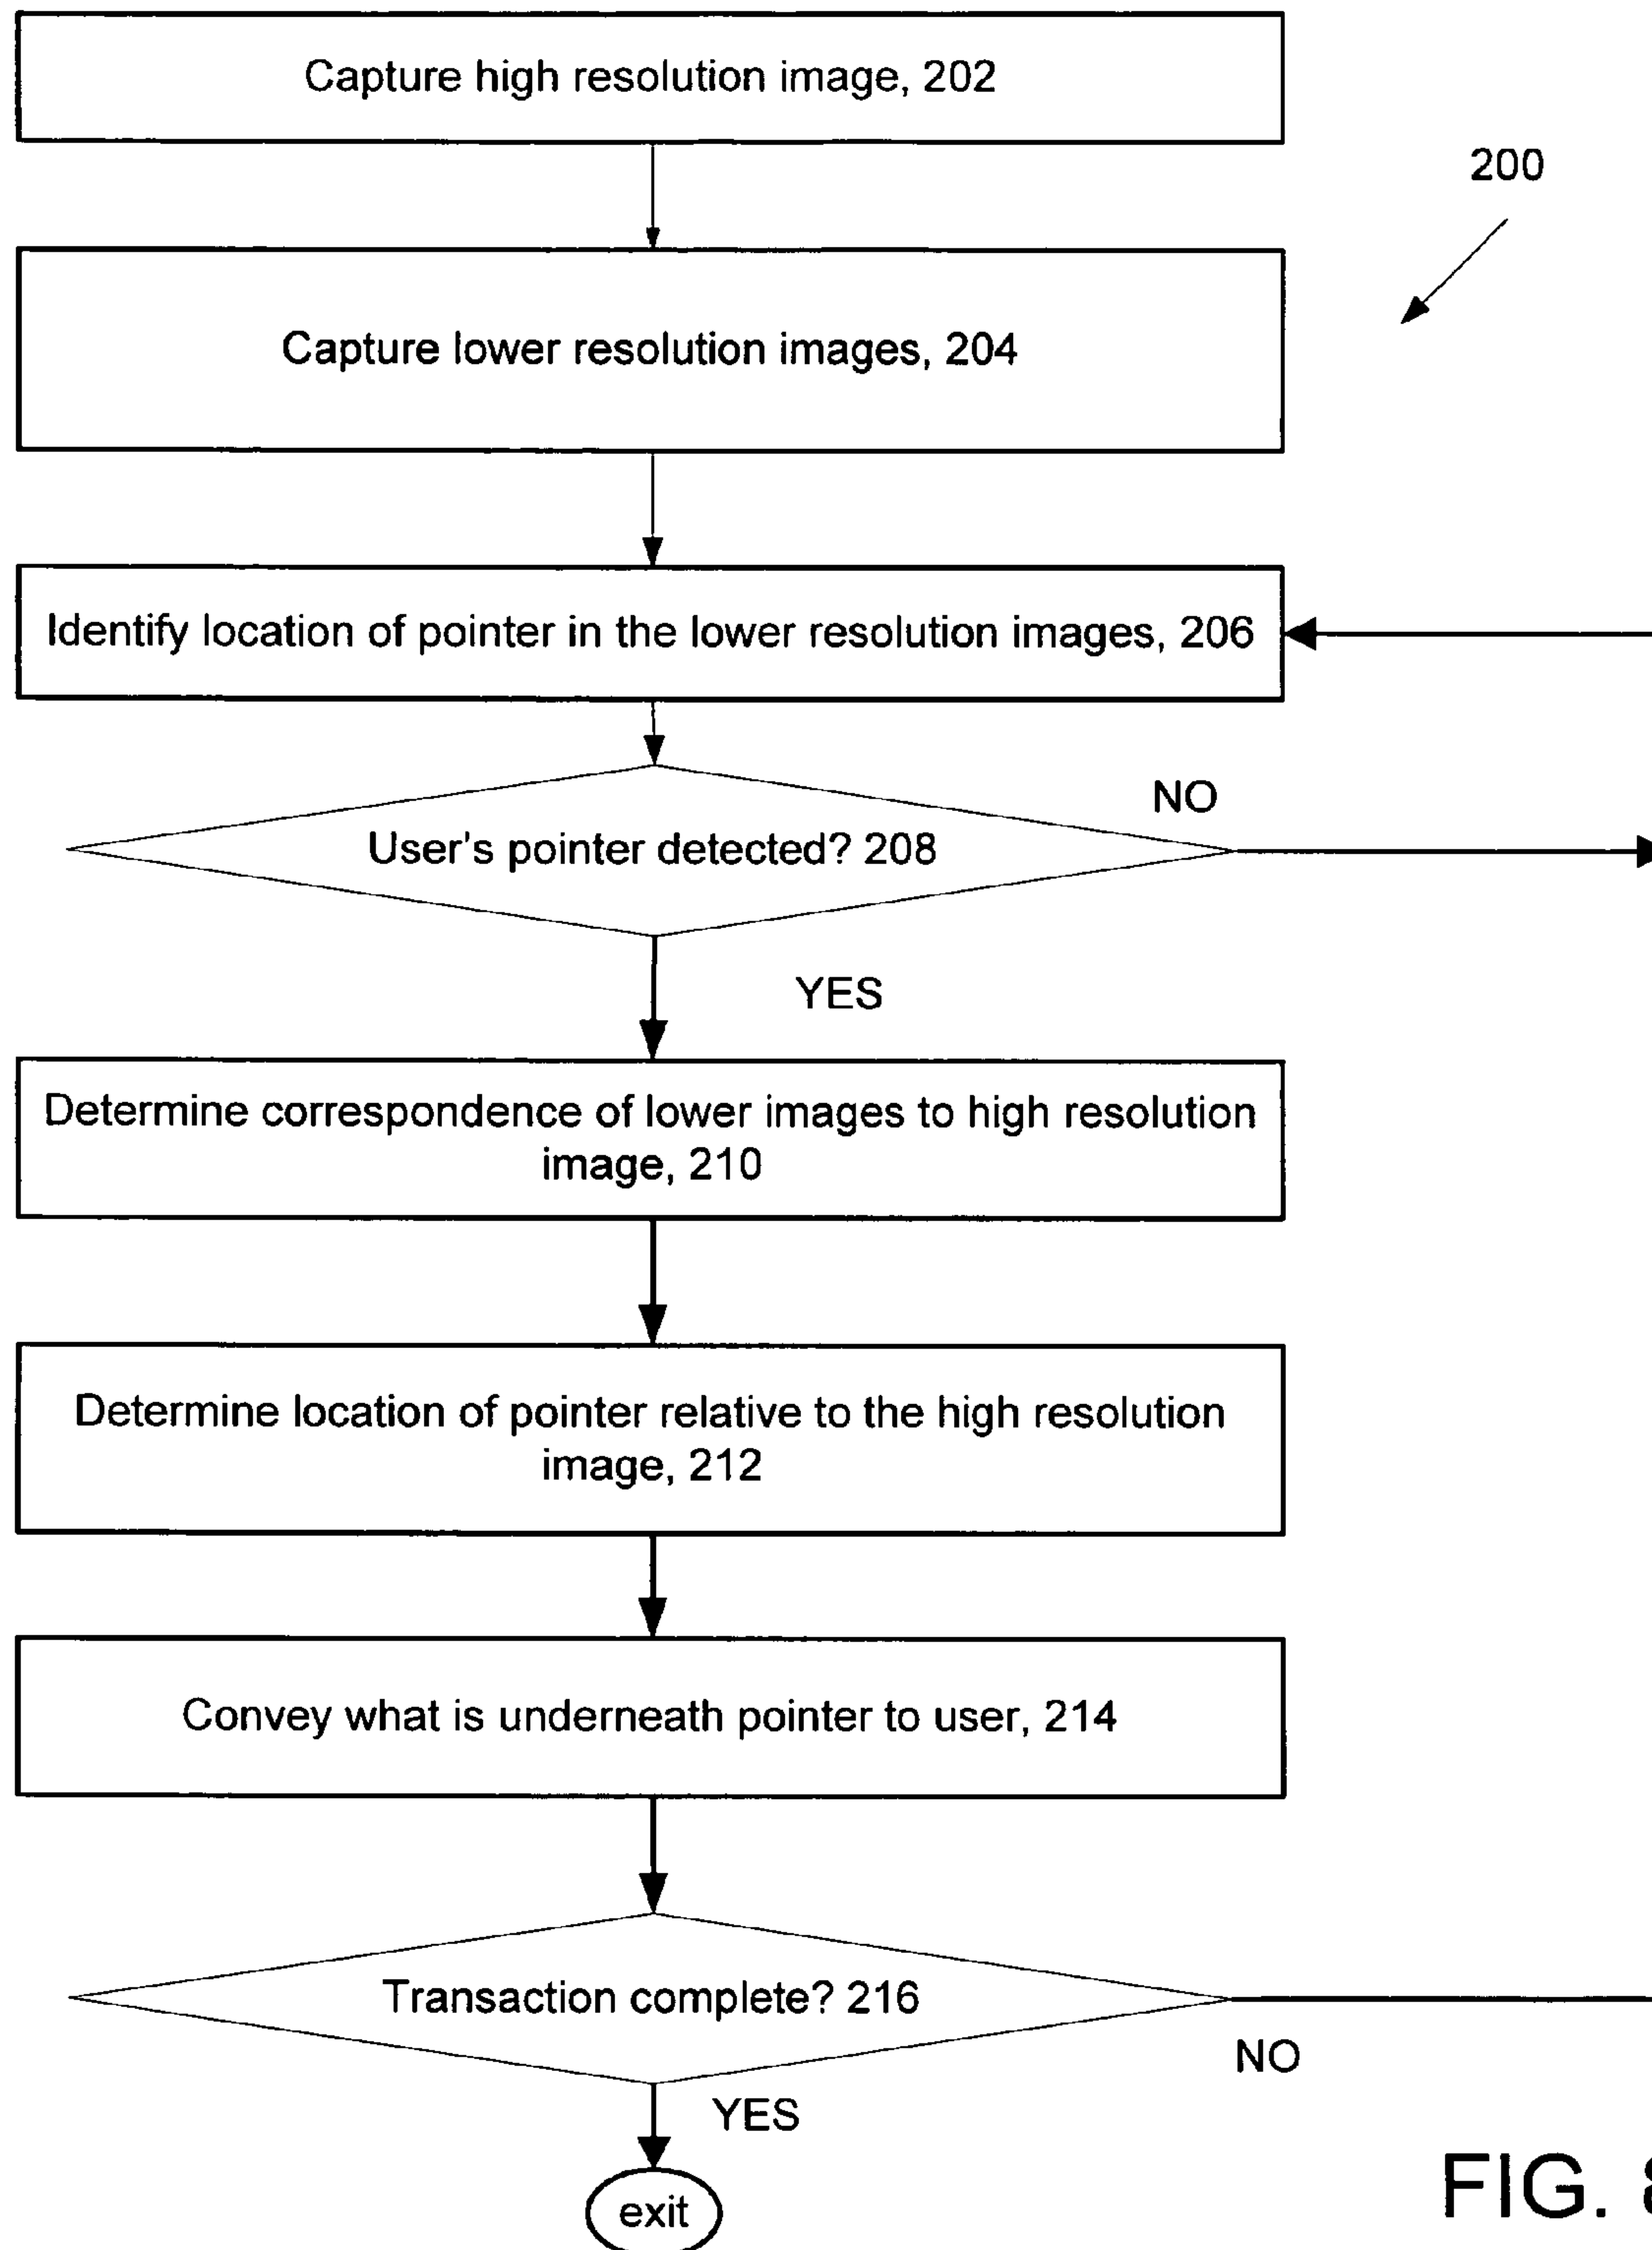 Capture high resolution image, 202
200
Capture lower resolution images, 204
Identify location of pointer in the lower resolution images, 206
NO
User's pointer detected? 208
YES
Determine correspondence of lower images to high resolution
image, 210
Determine location of pointer relative to the high resolution
image, 212
Convey what is underneath pointer to user, 214
Transaction complete? 216
NO
YES
exit
FIG. 8